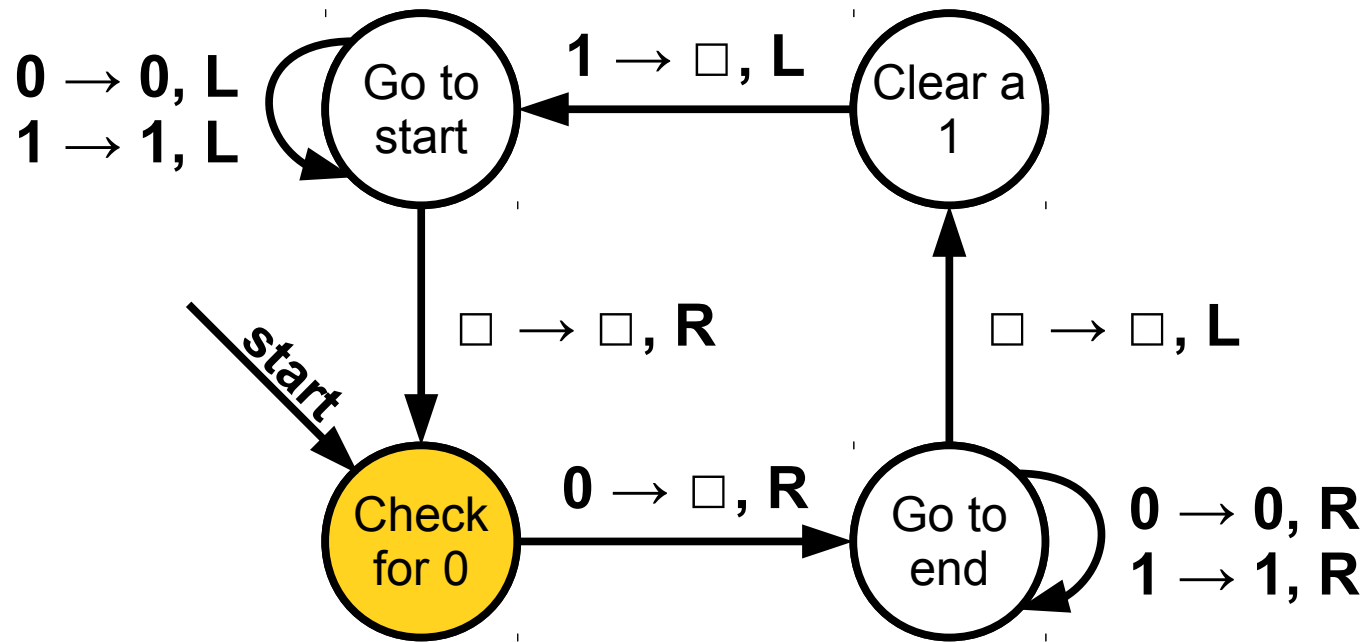 0 → 0, L
1 → 1, L
Go to
start
1 → □, L
Clear a
1
□ → □, R
□ → □, L
start
Check
for 0
0 → □, R
Go to
end
0 → 0, R
1 → 1, R